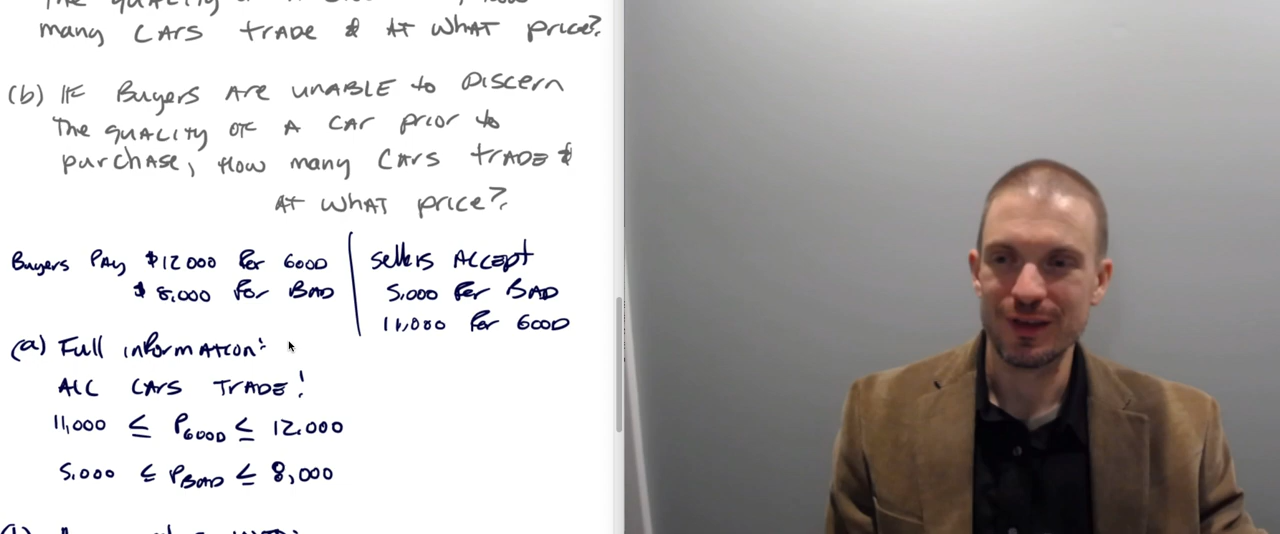 many CARS TRADE & AT WHAT price?
(b) IF Buyers ARE UNABLE to DISCERN
THE QUALITY OF A CAR prior to
purchase, How many CARS TRADE &
AT WHAT price?
Buyers PAY $12000 for GOOD
$8,000 for BAD
sellers ACCEPT
5,000 for BAD
11,000 for GOOD
(a) Full information:
ALL CARS TRADE!
11,000 ≤ P_GOOD ≤ 12,000
5,000 ≤ P_BAD ≤ 8,000